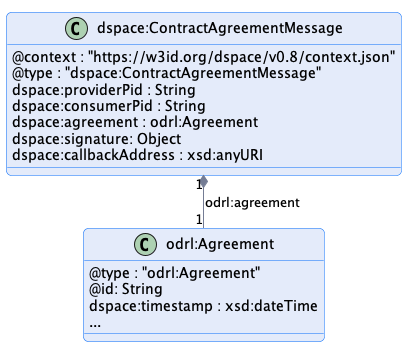 C dspace:ContractAgreementMessage
@context : "https://w3id.org/dspace/v0.8/context.json"
@type : "dspace:ContractAgreementMessage"
dspace:providerPid : String
dspace:consumerPid : String
dspace:agreement : odrl:Agreement
dspace:signature: Object
dspace:callbackAddress : xsd:anyURI
1
odrl:agreement
1
C odrl:Agreement
@type : "odrl:Agreement"
@id: String
dspace:timestamp : xsd:dateTime
...